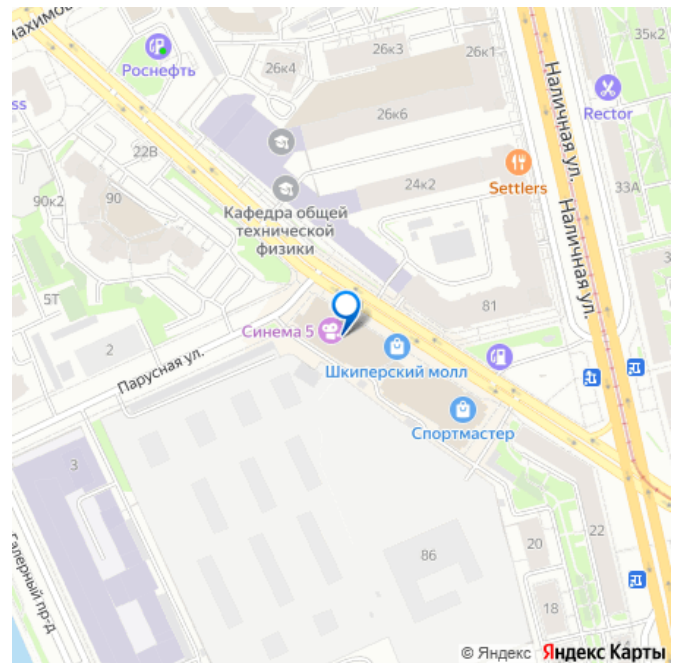 35к2
26к3
26к1
Роснефть
26к4
Наличная ул.
Rector
ss
26к6
22В
Settlers
24к2
33А
90к2
90
Кафедра общей
технической
физики
Наличная ул.
5Т
81
Синема 5
2
Парусная ул.
Шкиперский молл
Спортмастер
3
22
20
86
Галерный пр-д
18
© Яндекс Яндекс Карты